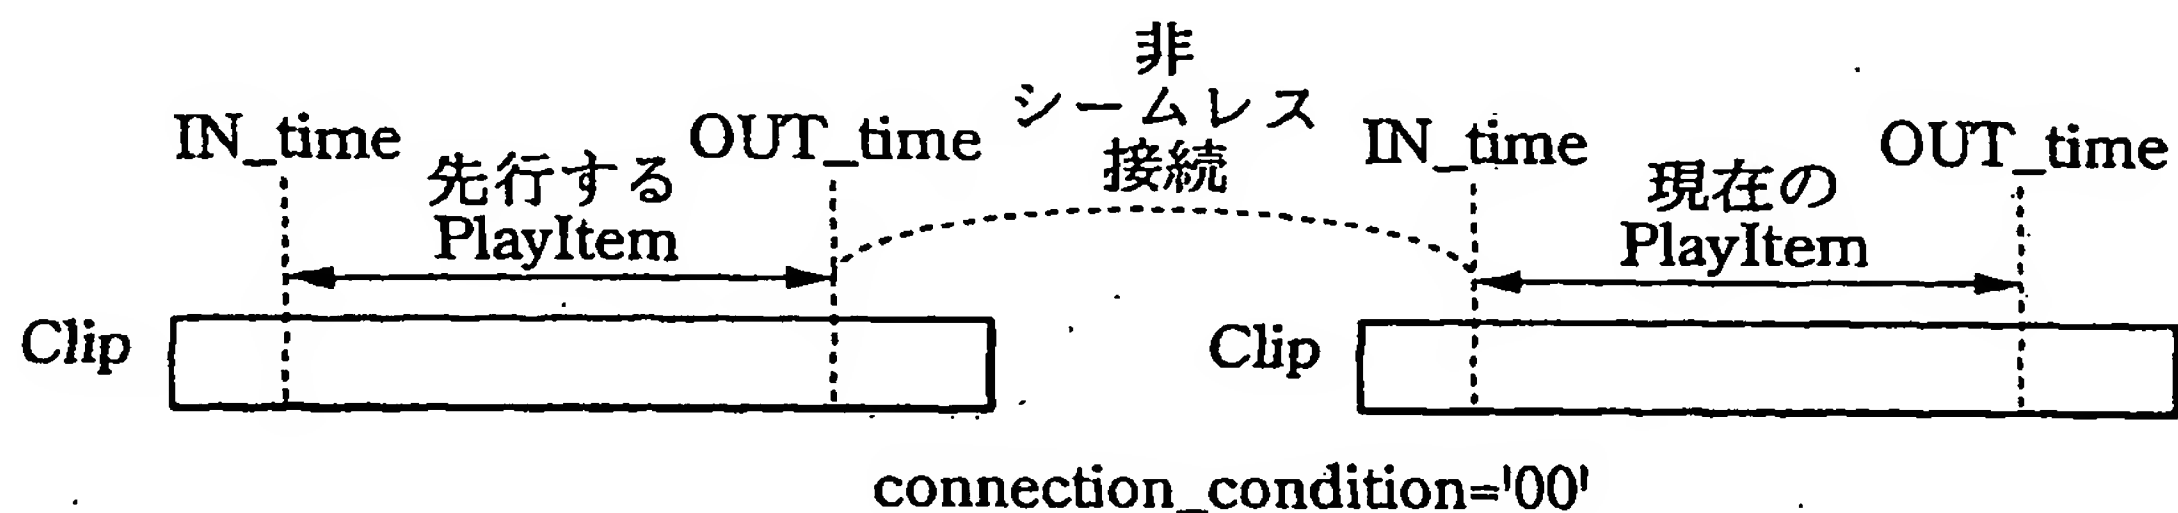 非
シームレス
接続
IN_time
先行する
PlayItem
OUT_time
IN_time
現在の
PlayItem
OUT_time
Clip
Clip
connection_condition='00'